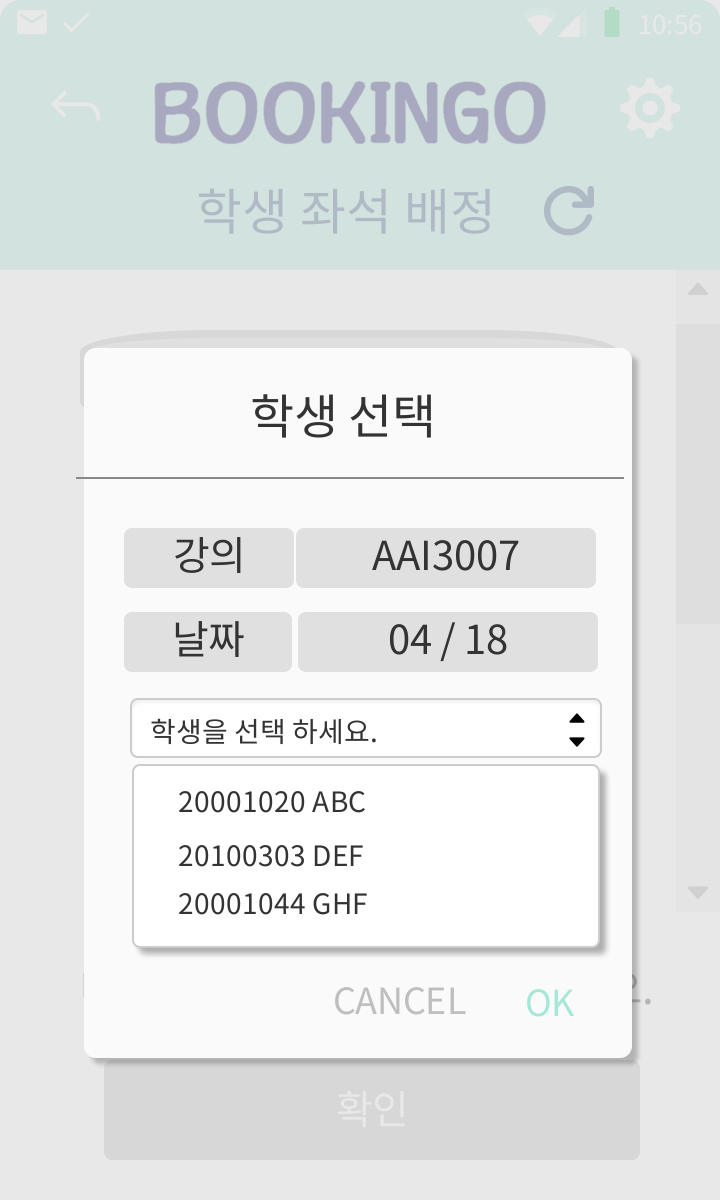 10:56
BOOKINGO
학생 좌석 배정
학생 선택
강의 AAI3007
날짜 04 / 18
학생을 선택 하세요.
20001020 ABC
20100303 DEF
20001044 GHF
CANCEL OK
확인